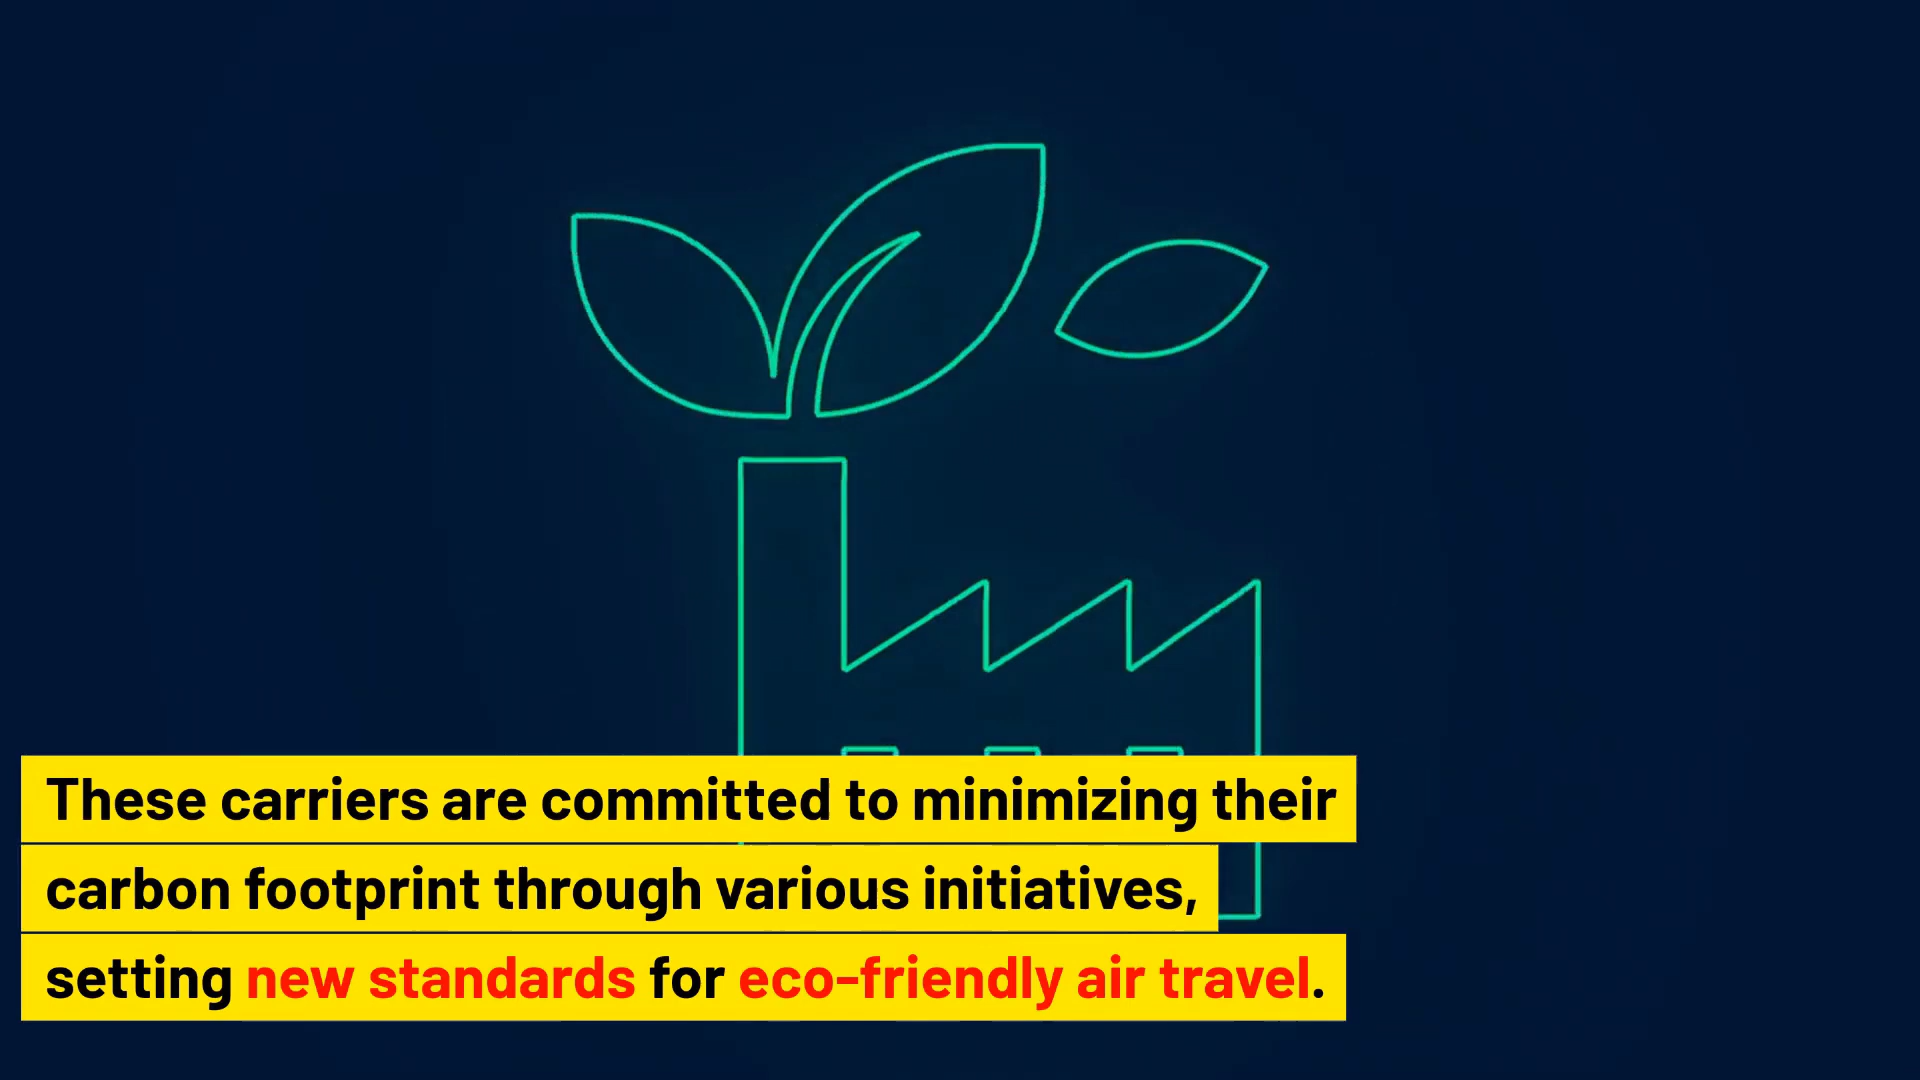 These carriers are committed to minimizing their
carbon footprint through various initiatives,
setting new standards for eco-friendly air travel.